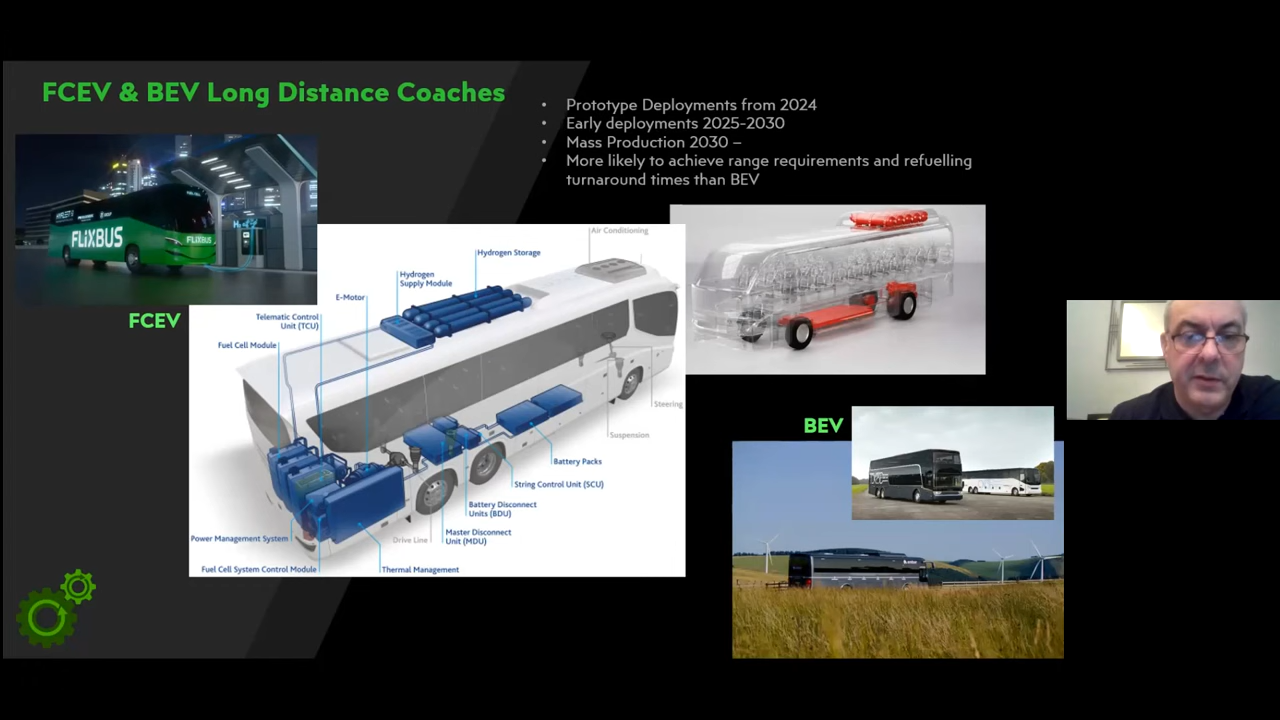 FCEV & BEV Long Distance Coaches
• Prototype Deployments from 2024
• Early deployments 2025-2030
• Mass Production 2030 –
• More likely to achieve range requirements and refuelling
turnaround times than BEV
FLiXBUS
FLiXBUS
FCEV
Air Conditioning
Hydrogen Storage
Hydrogen
Supply Module
E-Motor
Telematic Control
Unit (TCU)
Fuel Cell Module
Steering
Suspension
Battery Packs
String Control Unit (SCU)
Battery Disconnect
Units (BDU)
Master Disconnect
Unit (MDU)
Drive Line
Power Management System
Fuel Cell System Control Module
Thermal Management
BEV